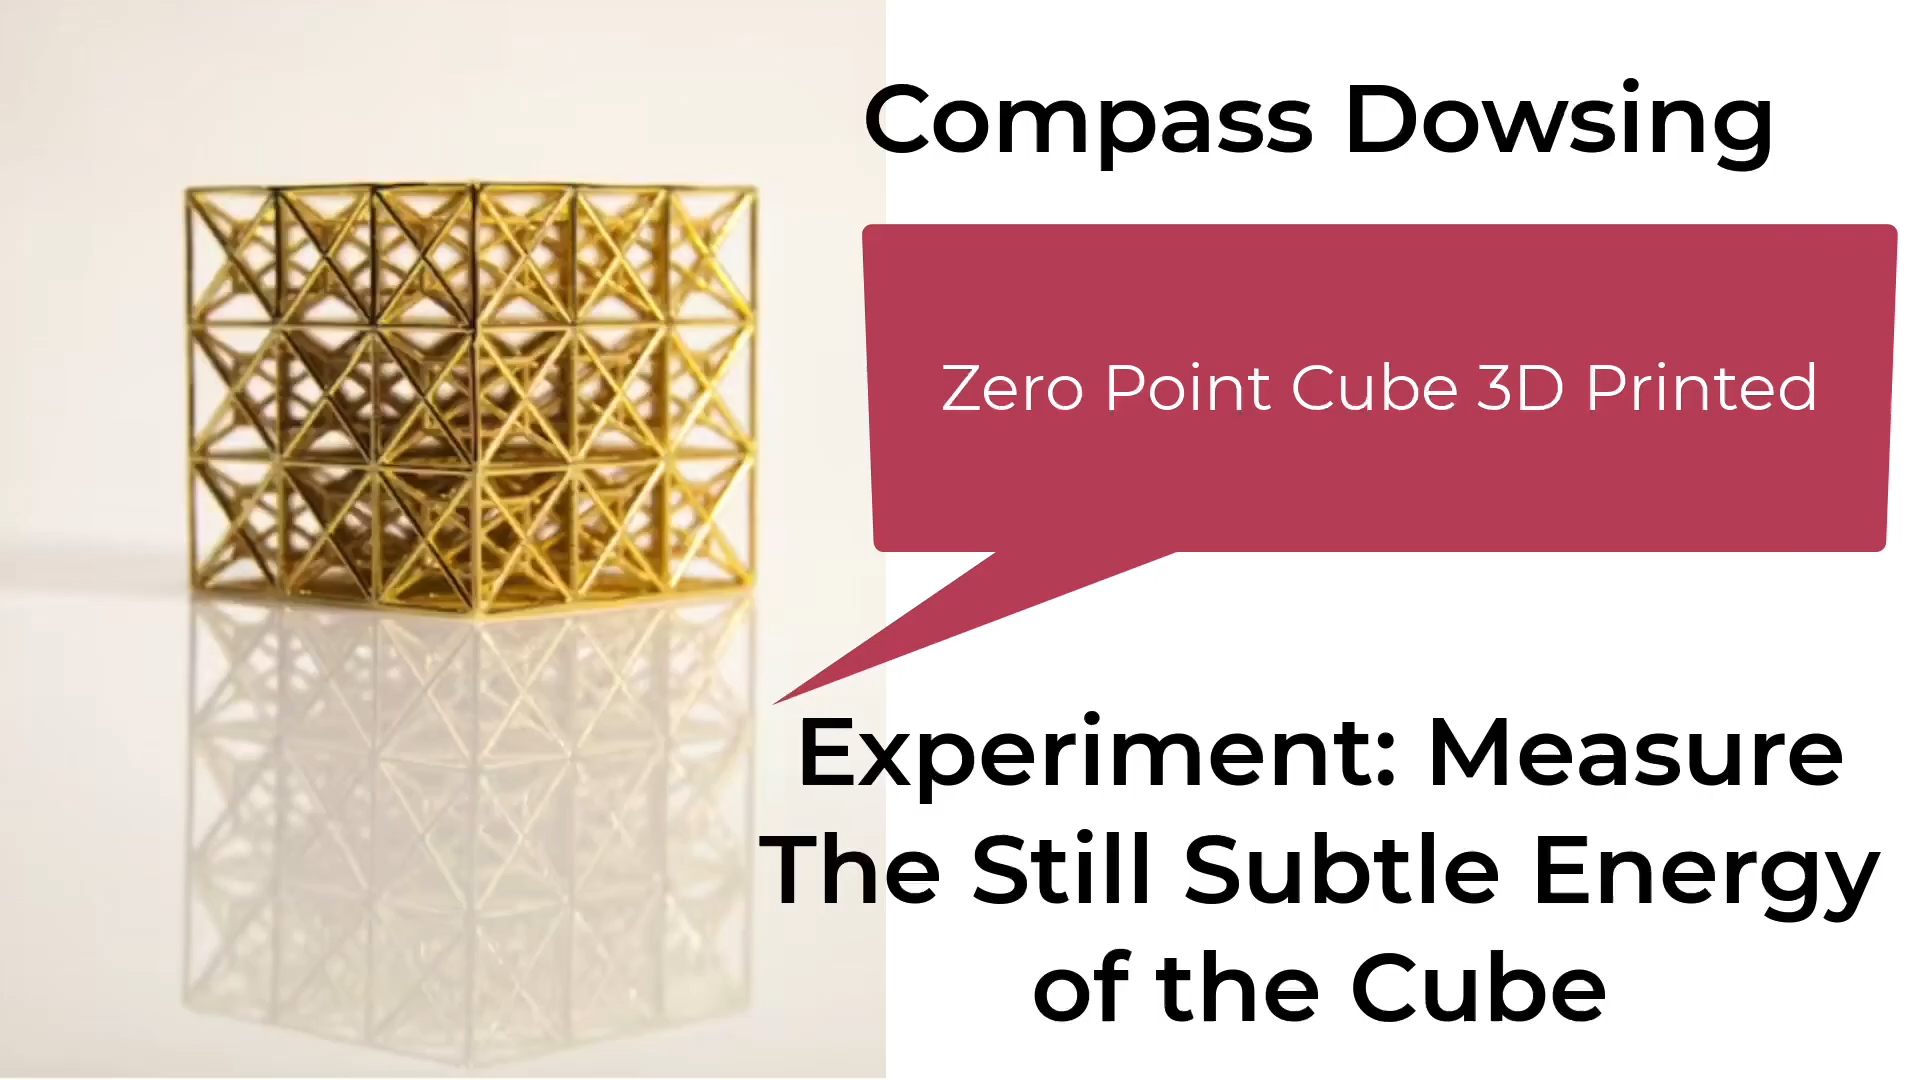 Compass Dowsing
Zero Point Cube 3D Printed
Experiment: Measure
The Still Subtle Energy
of the Cube